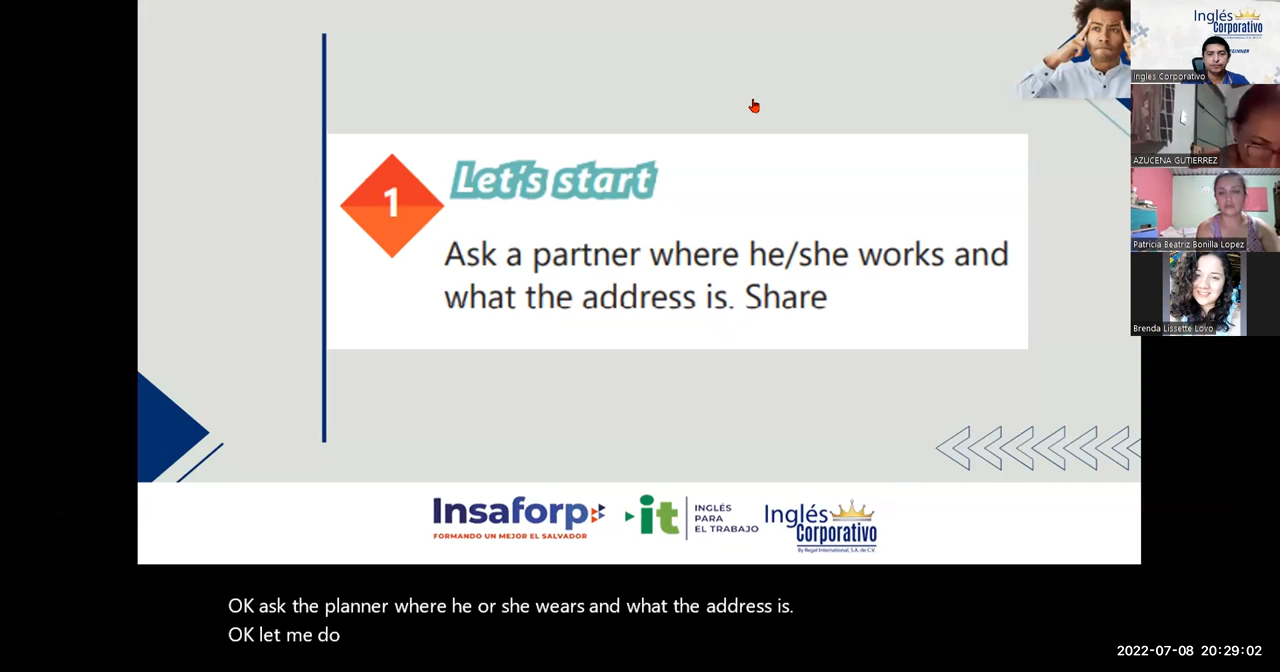 Inglés
Corporativo
Ingles Corporativo
AZUCENA GUTIERREZ
Patricia Beatriz Bonilla Lopez
Brenda Lissette Lovo
1
Let's start
Ask a partner where he/she works and
what the address is. Share
Insaforp
FORMANDO UN MEJOR EL SALVADOR
it
INGLÉS
PARA
EL TRABAJO
Inglés
Corporativo
By Regal International, S.A. de C.V.
OK ask the planner where he or she wears and what the address is.
OK let me do
2022-07-08 20:29:02